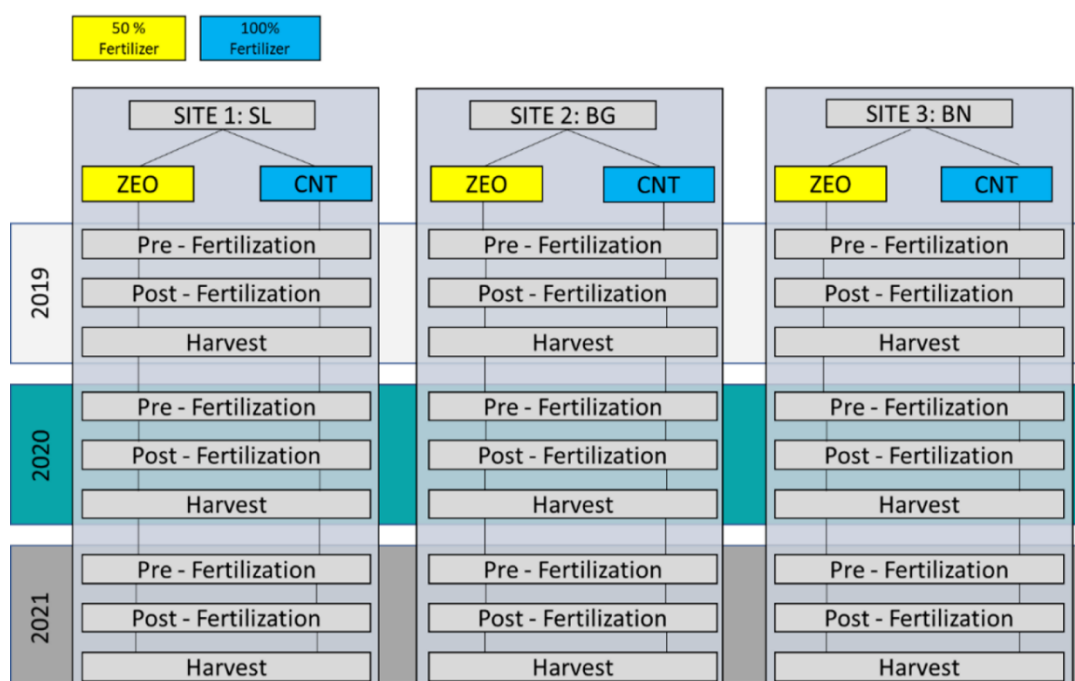 50 %
Fertilizer
100%
Fertilizer
SITE 1: SL
SITE 2: BG
SITE 3: BN
ZEO
CNT
ZEO
CNT
ZEO
CNT
2019
Pre - Fertilization
Pre - Fertilization
Pre - Fertilization
Post - Fertilization
Post - Fertilization
Post - Fertilization
Harvest
Harvest
Harvest
2020
Pre - Fertilization
Pre - Fertilization
Pre - Fertilization
Post - Fertilization
Post - Fertilization
Post - Fertilization
Harvest
Harvest
Harvest
2021
Pre - Fertilization
Pre - Fertilization
Pre - Fertilization
Post - Fertilization
Post - Fertilization
Post - Fertilization
Harvest
Harvest
Harvest